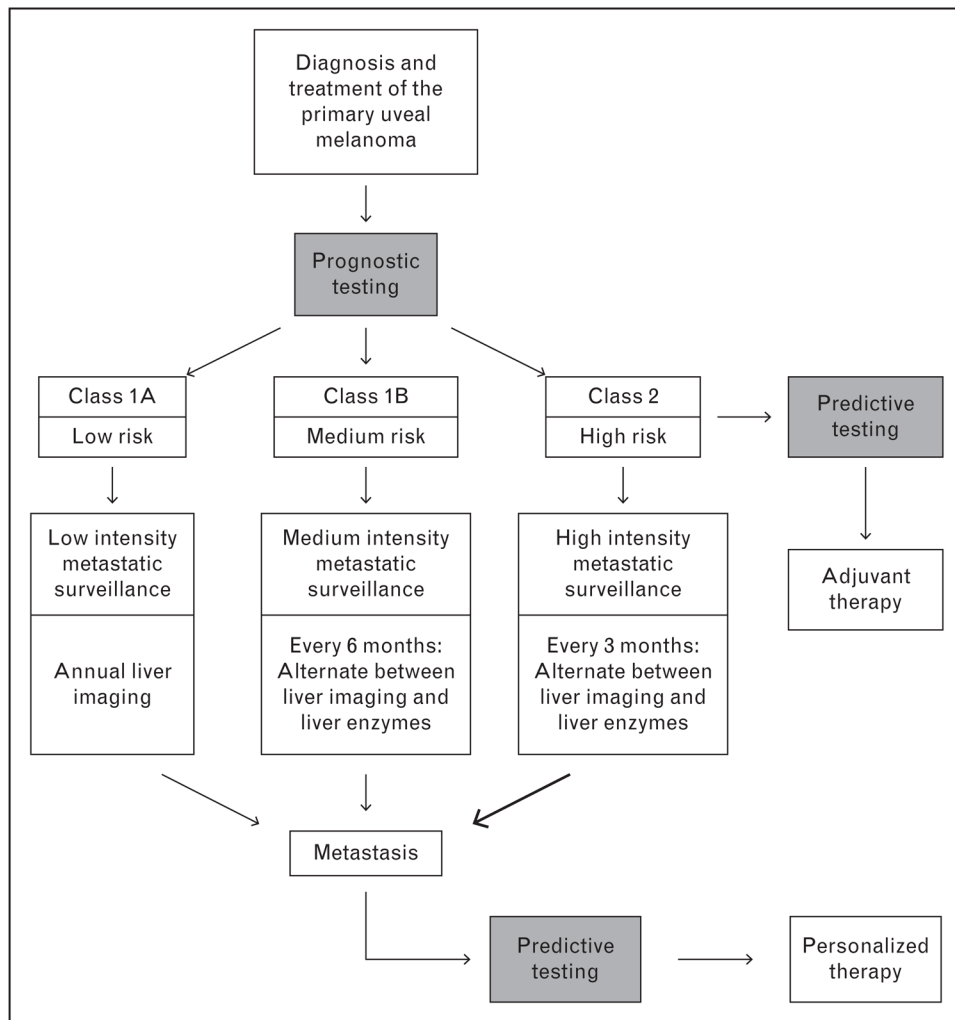 Diagnosis and
treatment of the
primary uveal
melanoma
Prognostic
testing
Class 1A
Low risk
Class 1B
Medium risk
Class 2
High risk
Predictive
testing
Low intensity
metastatic
surveillance
Annual liver
imaging
Medium intensity
metastatic
surveillance
Every 6 months:
Alternate between
liver imaging and
liver enzymes
High intensity
metastatic
surveillance
Every 3 months:
Alternate between
liver imaging and
liver enzymes
Adjuvant
therapy
Metastasis
Predictive
testing
Personalized
therapy